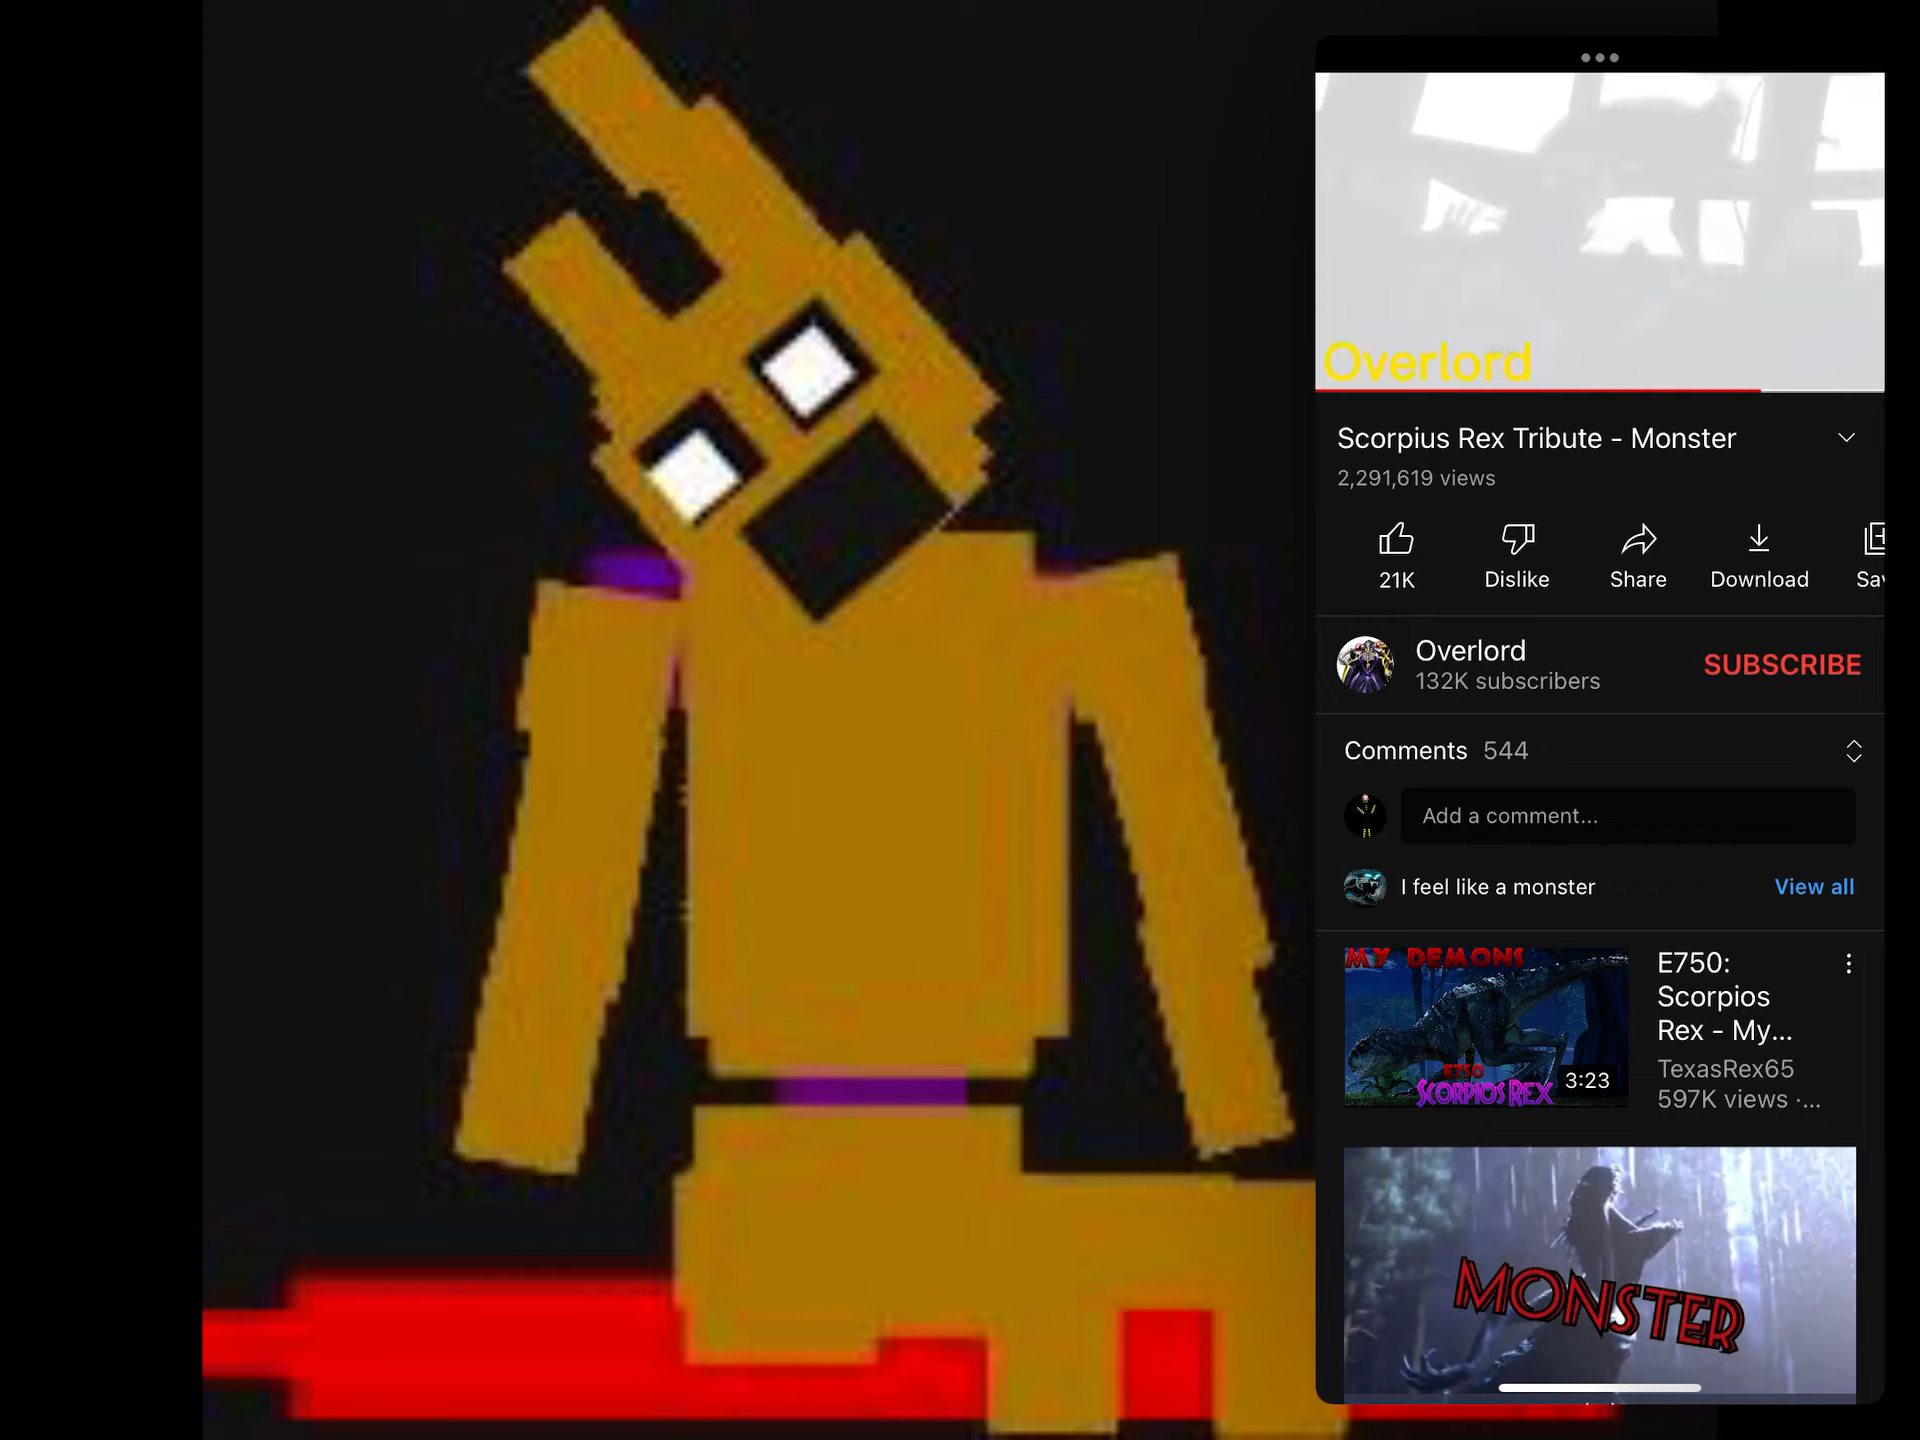 Overlord
Scorpius Rex Tribute - Monster
2,291,619 views
21K
Dislike
Share
Download
Sav
Overlord
132K subscribers
SUBSCRIBE
Comments 544
Add a comment...
I feel like a monster
View all
MY DEMONS
E750
SCORPIOS REX
3:23
E750:
Scorpios
Rex - My...
TexasRex65
597K views ·...
MONSTER